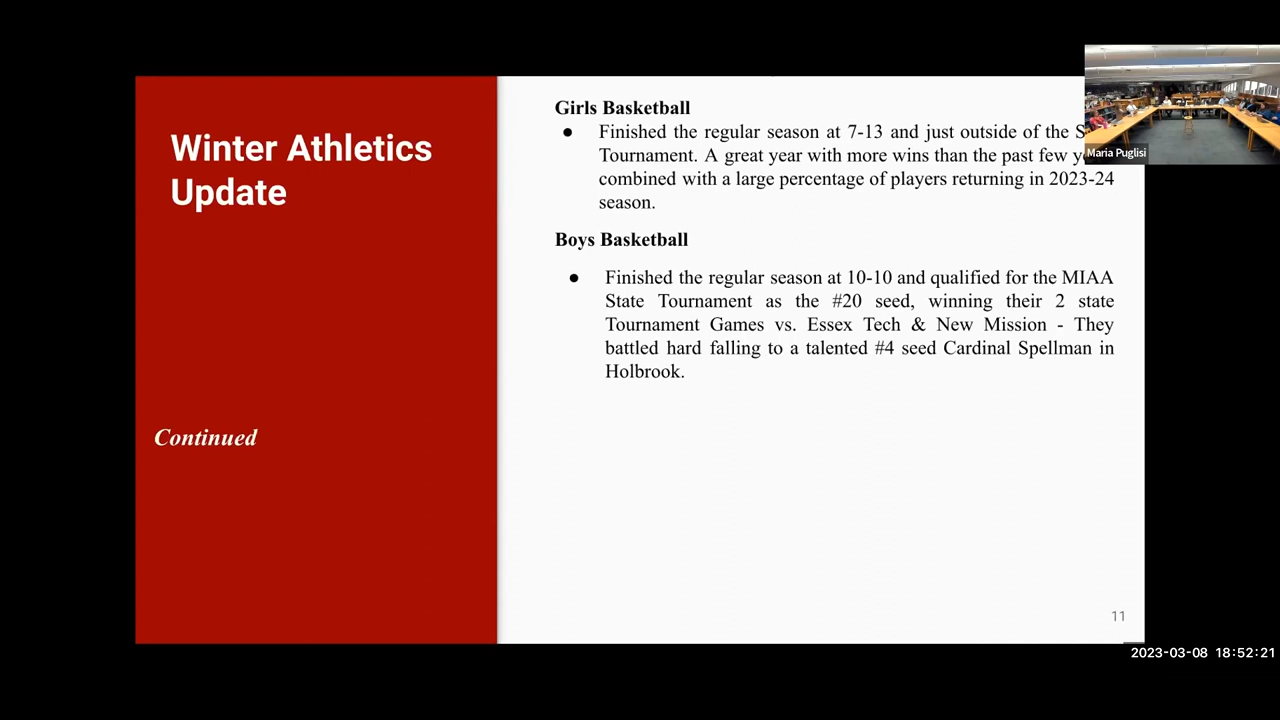 Winter Athletics
Update
Continued
Girls Basketball
● Finished the regular season at 7-13 and just outside of the
Tournament. A great year with more wins than the past few
combined with a large percentage of players returning in 2023-24
season.
Boys Basketball
● Finished the regular season at 10-10 and qualified for the MIAA
State Tournament as the #20 seed, winning their 2 state
Tournament Games vs. Essex Tech & New Mission - They
battled hard falling to a talented #4 seed Cardinal Spellman in
Holbrook.
11
Maria Puglisi
2023-03-08 18:52:21